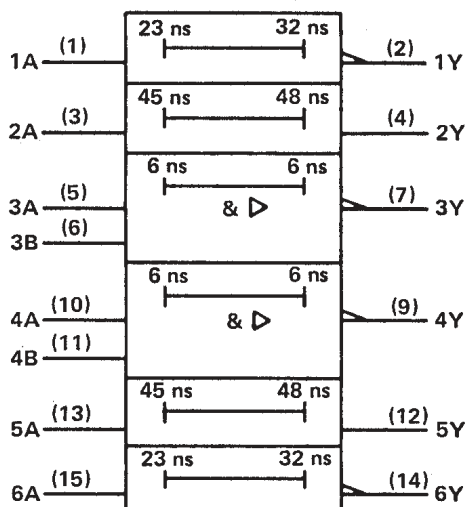 23 ns 32 ns
1A (1) (2) 1Y
45 ns 48 ns
2A (3) (4) 2Y
6 ns 6 ns
3A (5) & (7) 3Y
3B (6)
6 ns 6 ns
4A (10) & (9) 4Y
4B (11)
45 ns 48 ns
5A (13) (12) 5Y
23 ns 32 ns
6A (15) (14) 6Y